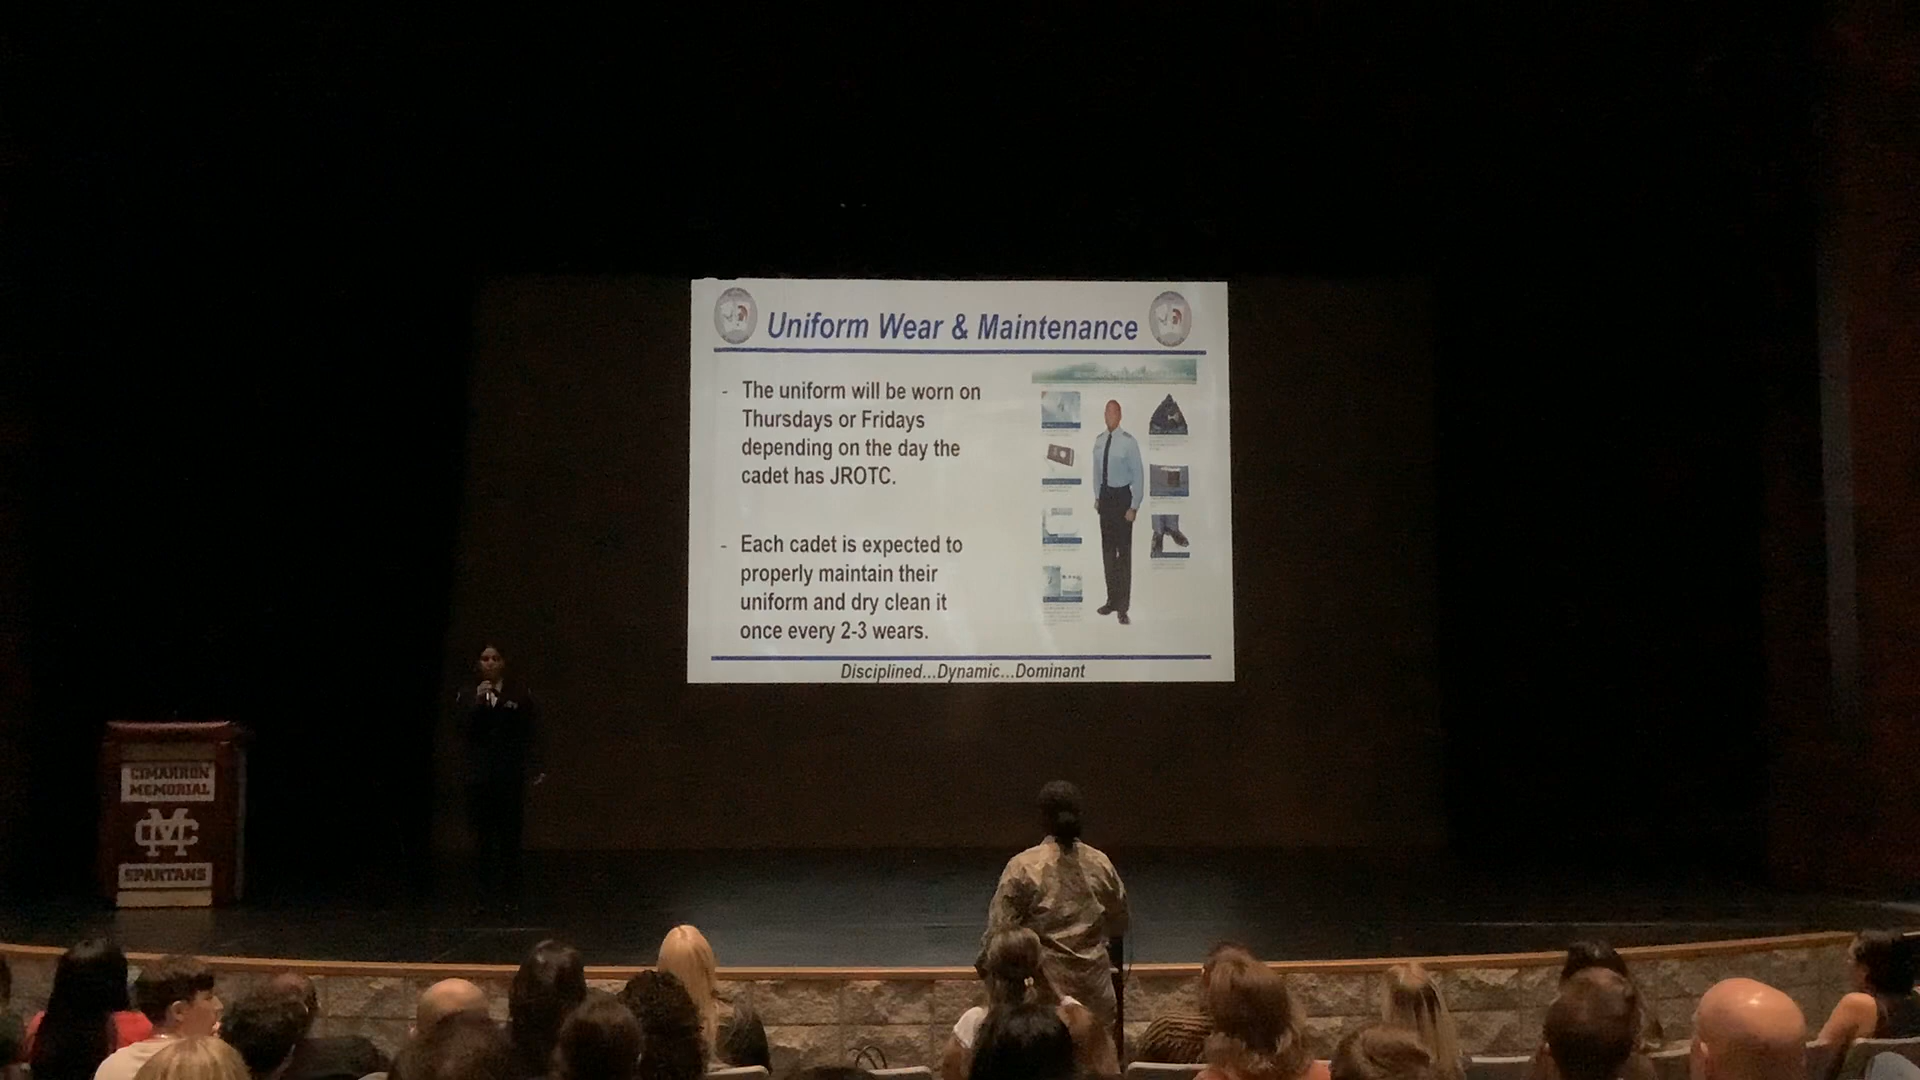 Uniform Wear & Maintenance
- The uniform will be worn on
Thursdays or Fridays
depending on the day the
cadet has JROTC.
- Each cadet is expected to
properly maintain their
uniform and dry clean it
once every 2-3 wears.
Disciplined...Dynamic...Dominant
CIMARRON
MEMORIAL
MC
SPARTANS